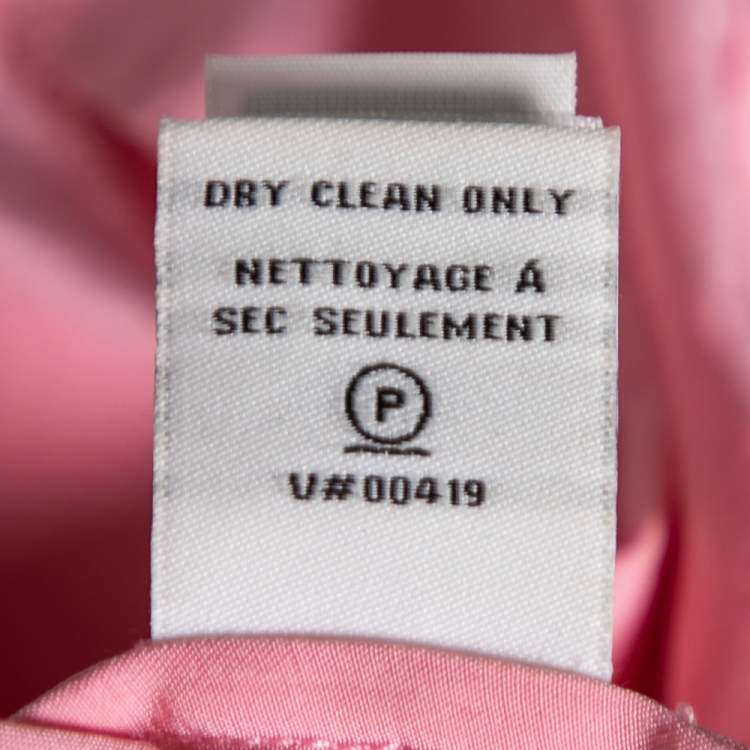 DRY CLEAN ONLY
NETTOYAGE Á
SEC SEULEMENT
P
V#00419